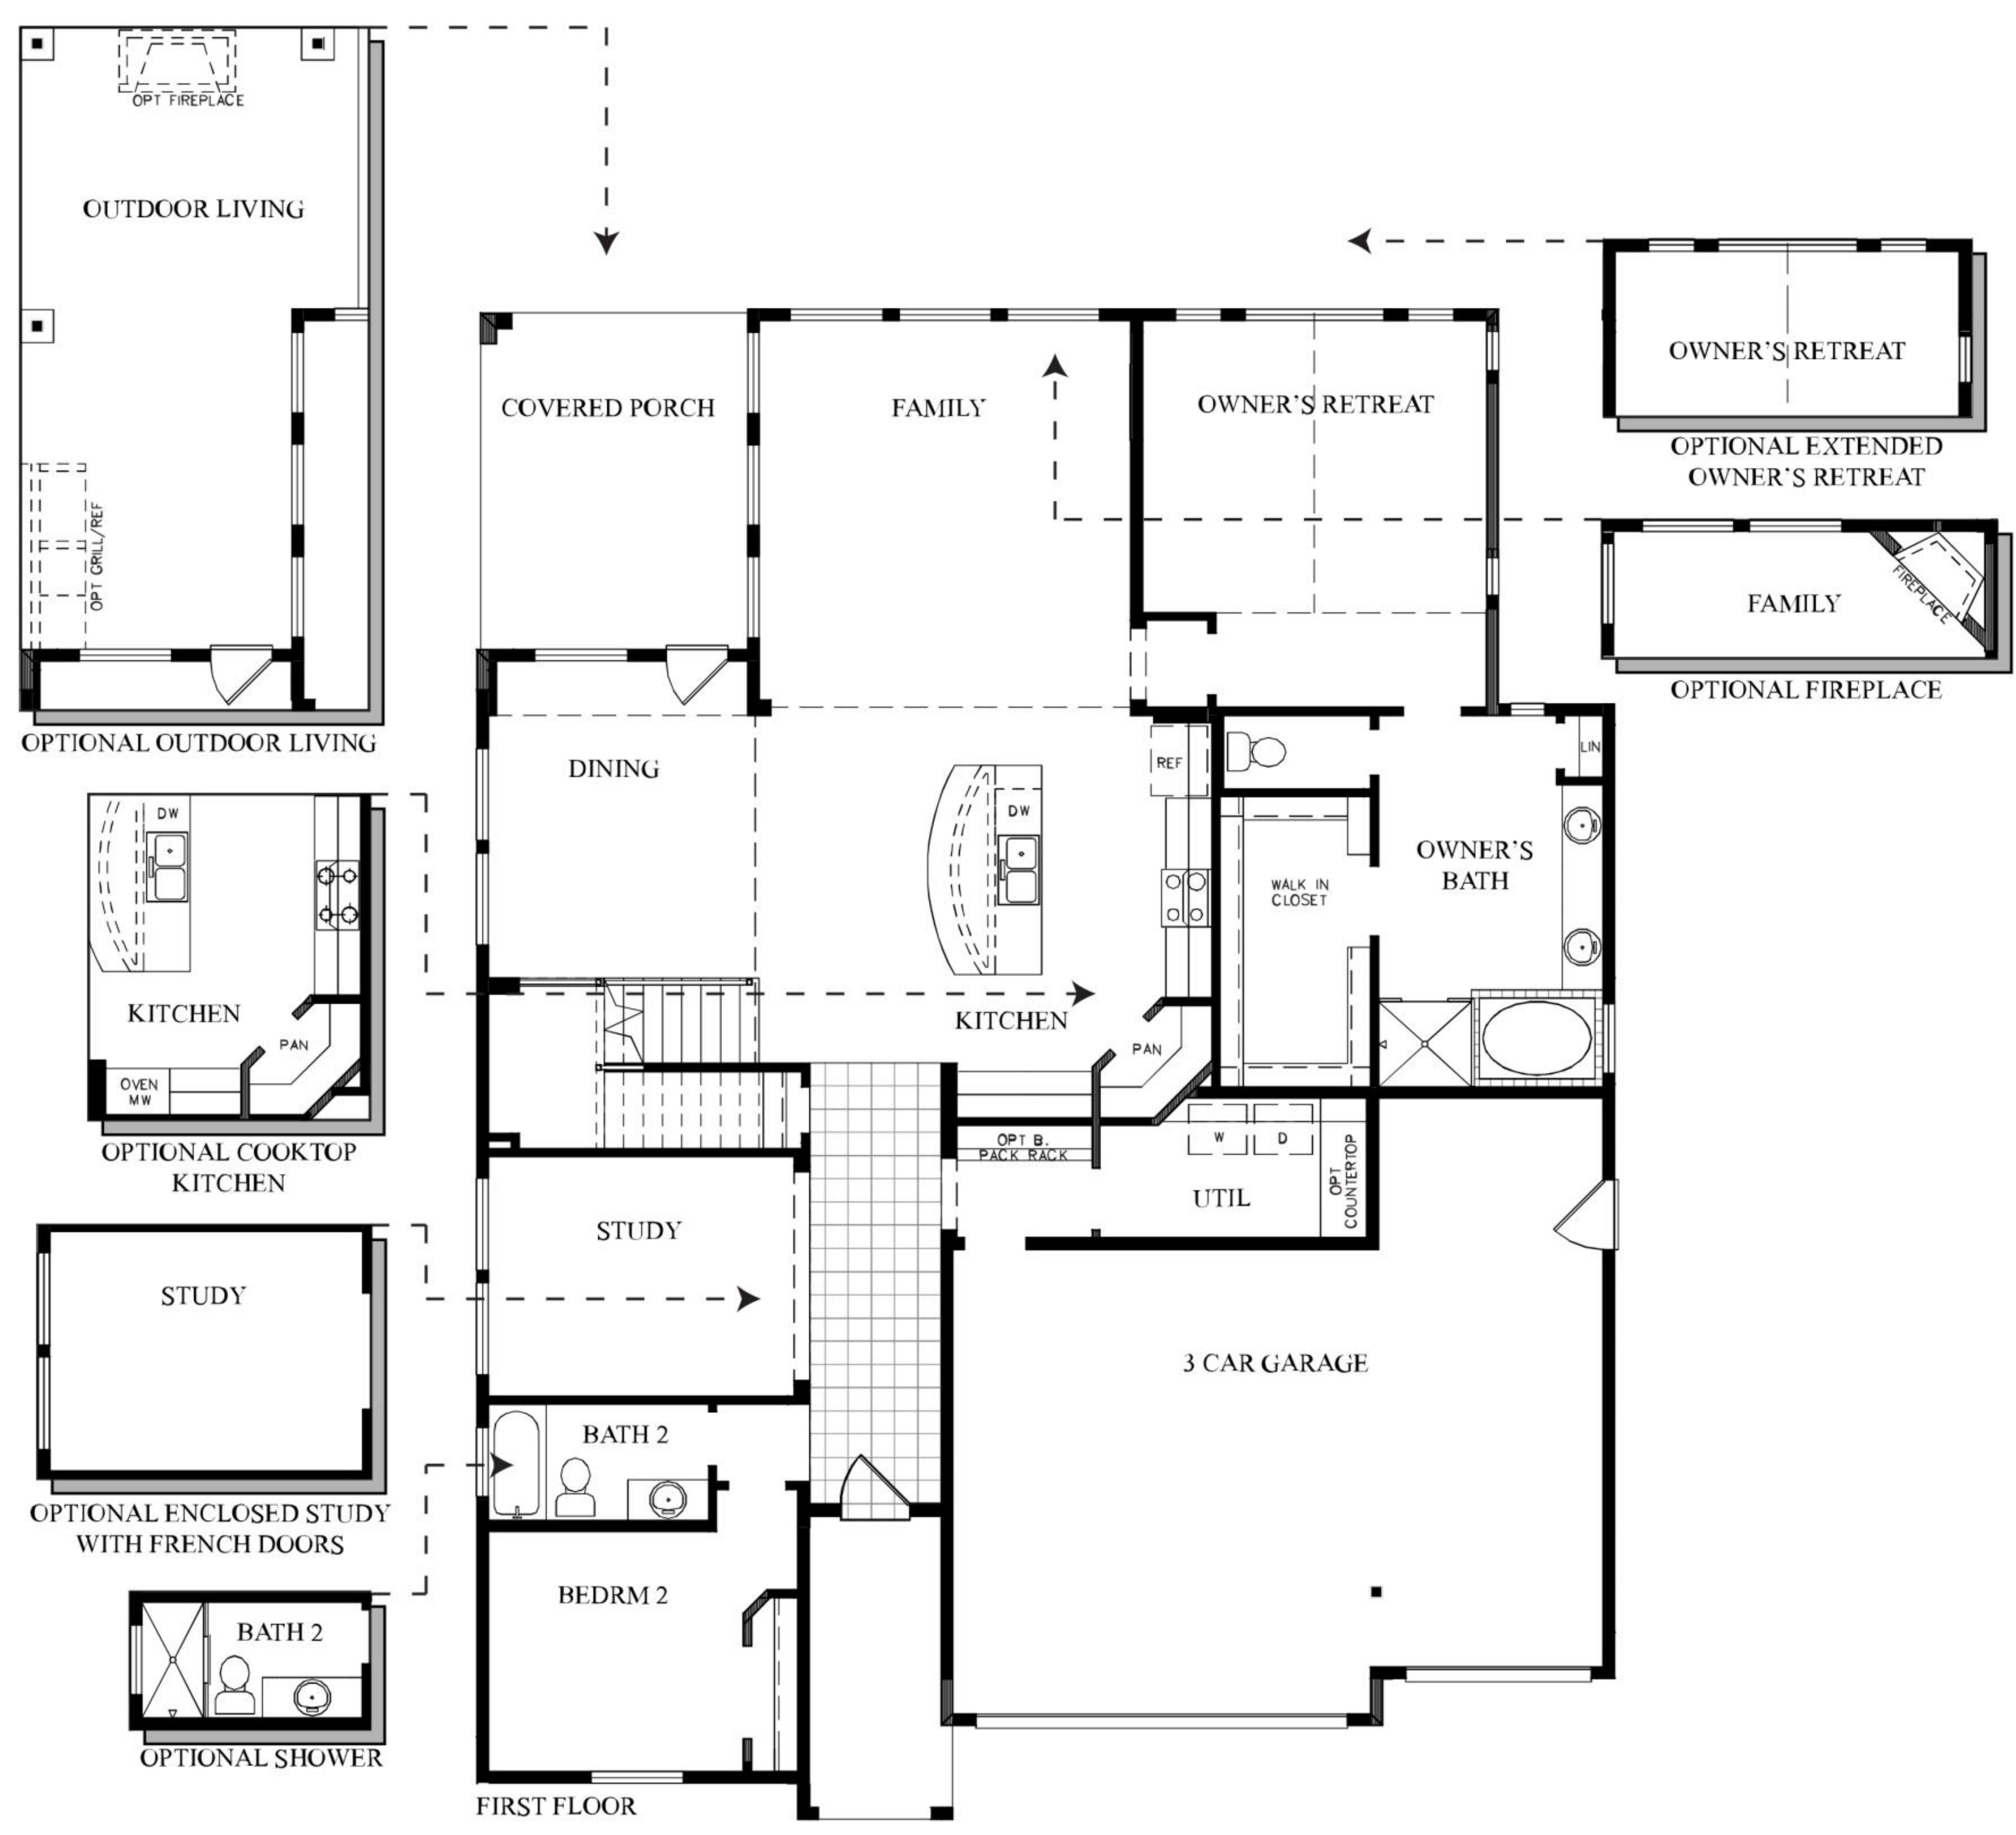 OPT FIREPLACE
OUTDOOR LIVING
OPT GRILL/REF
OPTIONAL OUTDOOR LIVING
DW
KITCHEN
PAN
OVEN
MW
OPTIONAL COOKTOP
KITCHEN
STUDY
OPTIONAL ENCLOSED STUDY
WITH FRENCH DOORS
BATH 2
OPTIONAL SHOWER
COVERED PORCH
FAMILY
OWNER'S RETREAT
DINING
REF
LIN
DW
OWNER'S
BATH
WALK IN
CLOSET
KITCHEN
PAN
OPT B.
PACK RACK
W
D
OPT
COUNTERTOP
UTIL
STUDY
3 CAR GARAGE
BATH 2
BEDRM 2
FIRST FLOOR
OWNER'S RETREAT
OPTIONAL EXTENDED
OWNER'S RETREAT
FAMILY
FIREPLACE
OPTIONAL FIREPLACE